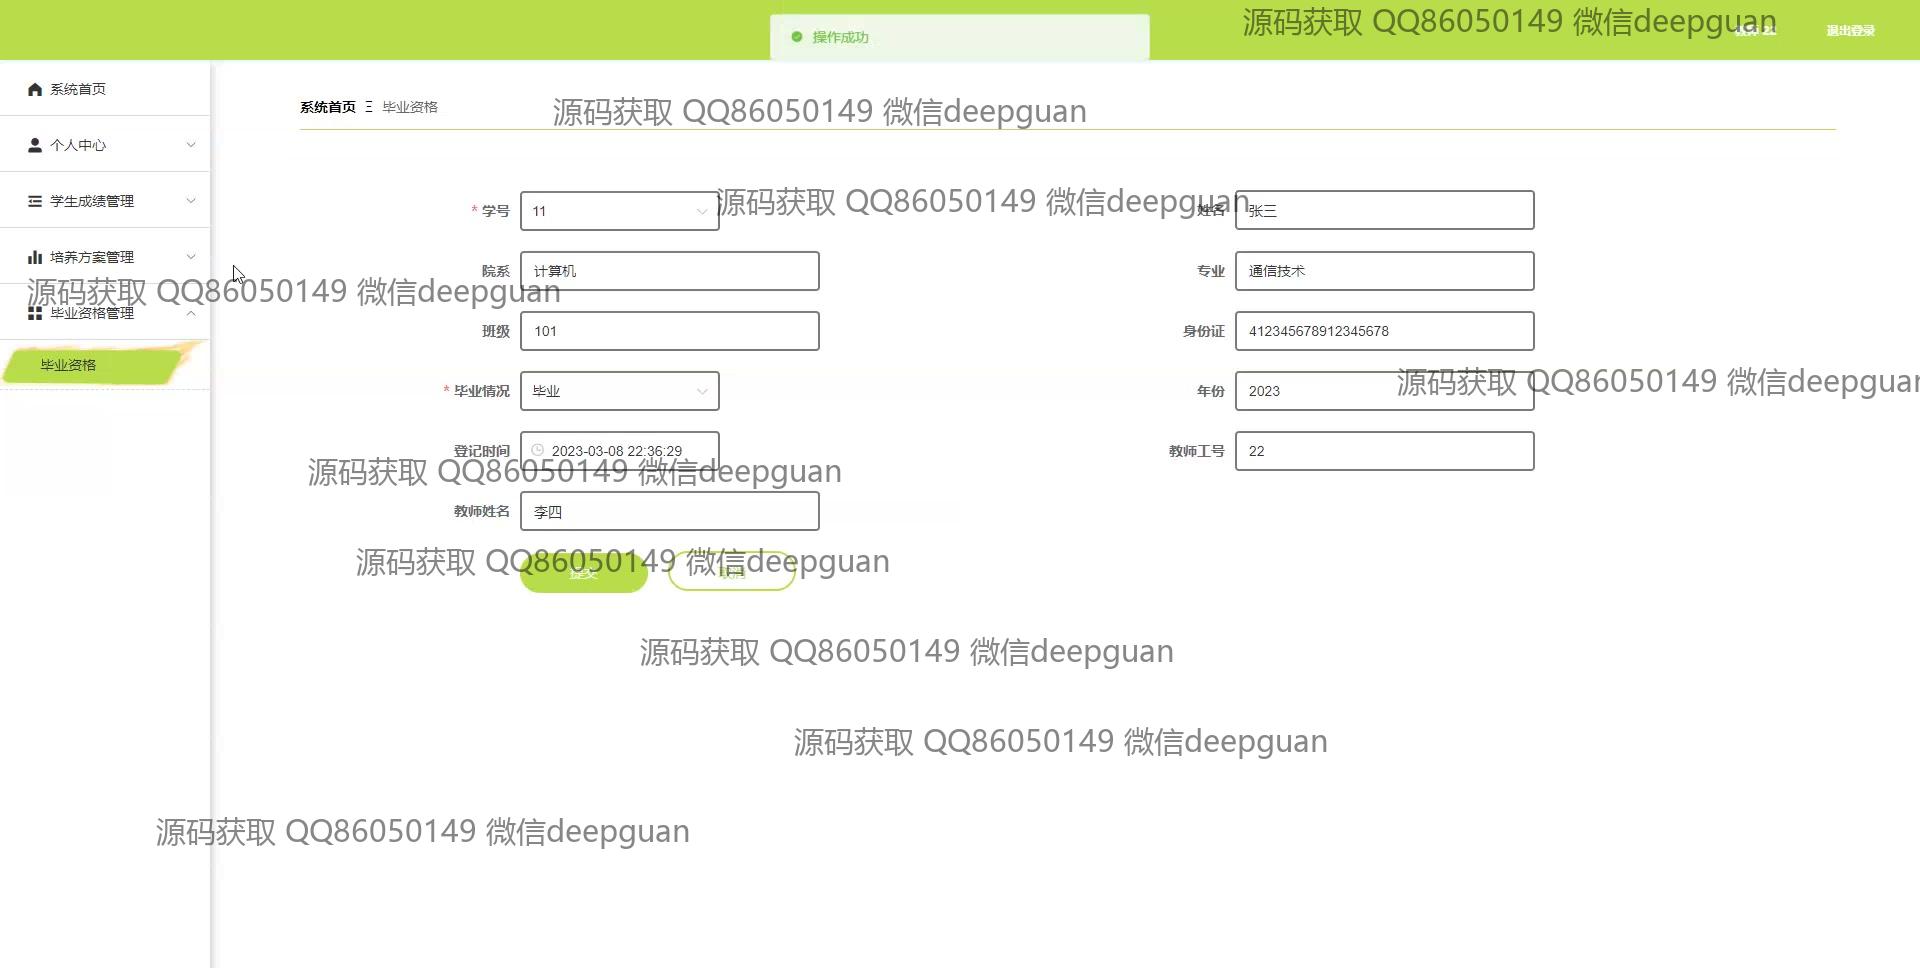 源码获取 QQ86050149 微信deepguan
操作成功
退出登录
系统首页
系统首页 Ξ 毕业资格
源码获取 QQ86050149 微信deepguan
个人中心
学生成绩管理
源码获取 QQ86050149 微信deepguan
* 学号 11
姓名 张三
培养方案管理
院系 计算机
专业 通信技术
源码获取 QQ86050149 微信deepguan
毕业资格管理
班级 101
身份证 412345678912345678
毕业资格
源码获取 QQ86050149 微信deepguan
* 毕业情况 毕业
年份 2023
登记时间 2023-03-08 22:36:29
教师工号 22
源码获取 QQ86050149 微信deepguan
教师姓名 李四
源码获取 QQ86050149 微信deepguan
提交
取消
源码获取 QQ86050149 微信deepguan
源码获取 QQ86050149 微信deepguan
源码获取 QQ86050149 微信deepguan